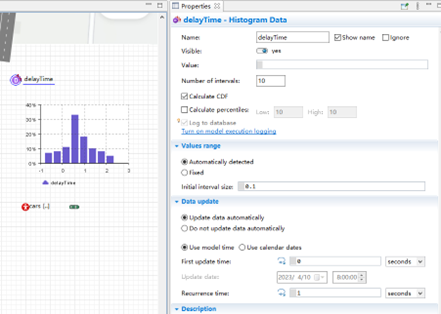 delayTime
40%
30%
20%
10%
0%
-1 0 1 2 3
delayTime
cars [..]
Properties
delayTime - Histogram Data
Name: delayTime Show name Ignore
Visible: yes
Value:
Number of intervals: 10
Calculate CDF
Calculate percentiles: Low: 10 High: 10
Log to database
Turn on model execution logging
Values range
Automatically detected
Fixed
Initial interval size: 0.1
Data update
Update data automatically
Do not update data automatically
Use model time Use calendar dates
First update time: 0 seconds
Update date: 2023/ 4/10 8:00:00
Recurrence time: 1 seconds
Description